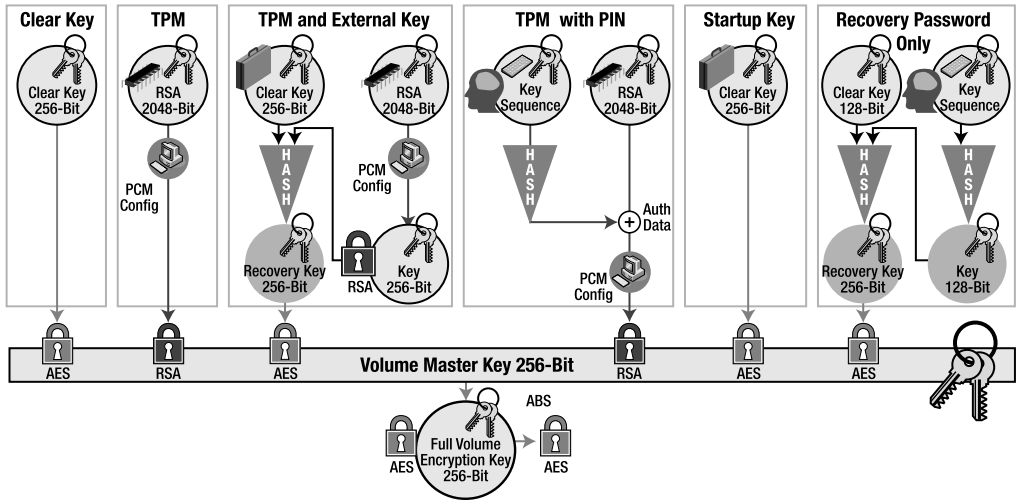 Clear Key
Clear Key
256-Bit
TPM
RSA
2048-Bit
PCM
Config
TPM and External Key
Clear Key
256-Bit
RSA
2048-Bit
HASH
PCM
Config
Recovery Key
256-Bit
RSA
Key
256-Bit
TPM with PIN
Key
Sequence
RSA
2048-Bit
HASH
Auth
Data
PCM
Config
Startup Key
Clear Key
256-Bit
Recovery Password
Only
Clear Key
128-Bit
Key
Sequence
HASH
HASH
Recovery Key
256-Bit
Key
128-Bit
Volume Master Key 256-Bit
AES
RSA
AES
RSA
AES
AES
ABS
Full Volume
Encryption Key
256-Bit
AES
AES